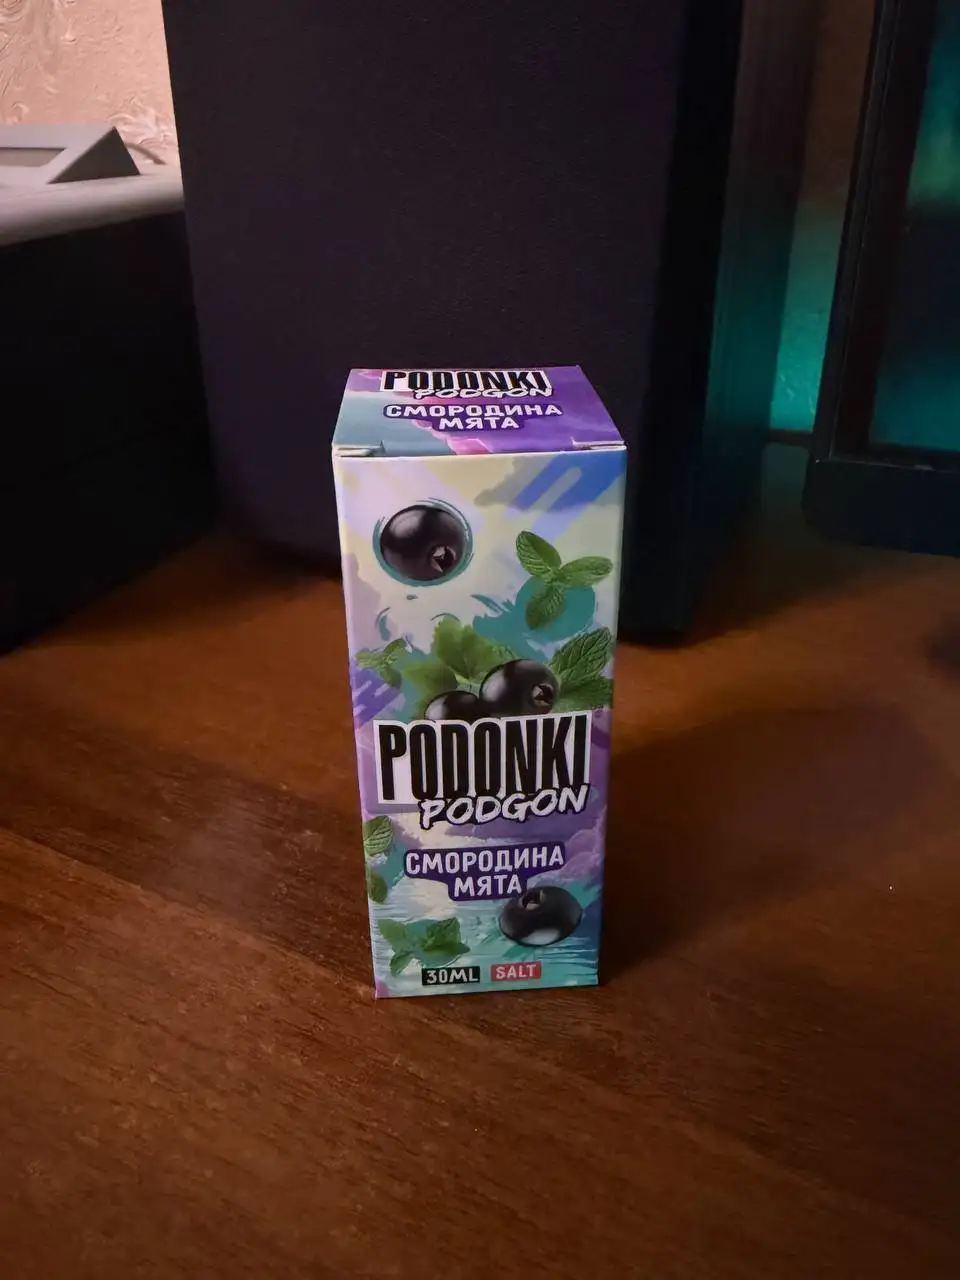 PODONKI
PODGON
СМОРОДИНА
МЯТА
PODONKI
PODGON
СМОРОДИНА
МЯТА
30ML SALT